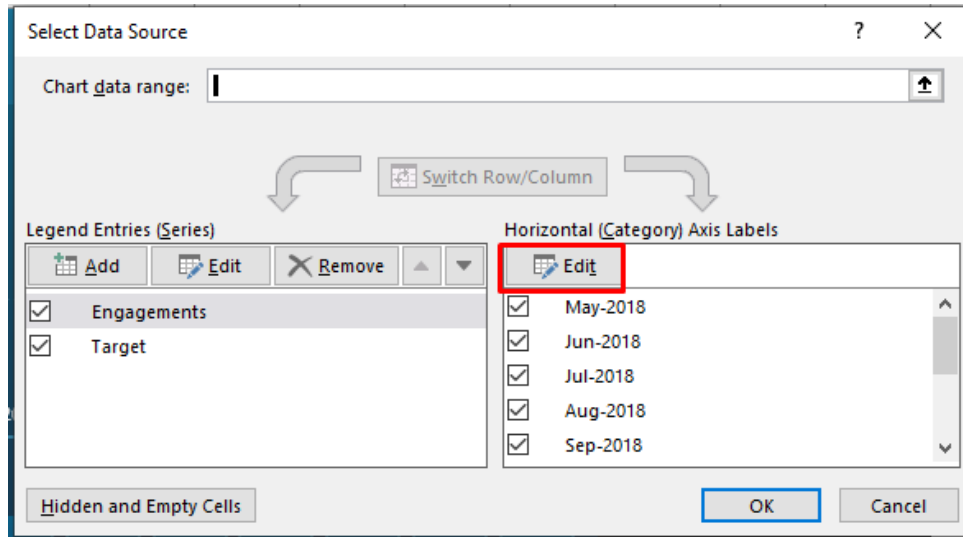 Select Data Source
?
Chart data range:
Switch Row/Column
Legend Entries (Series)
Horizontal (Category) Axis Labels
Add Edit Remove
Edit
Engagements
Target
May-2018
Jun-2018
Jul-2018
Aug-2018
Sep-2018
Hidden and Empty Cells
OK
Cancel